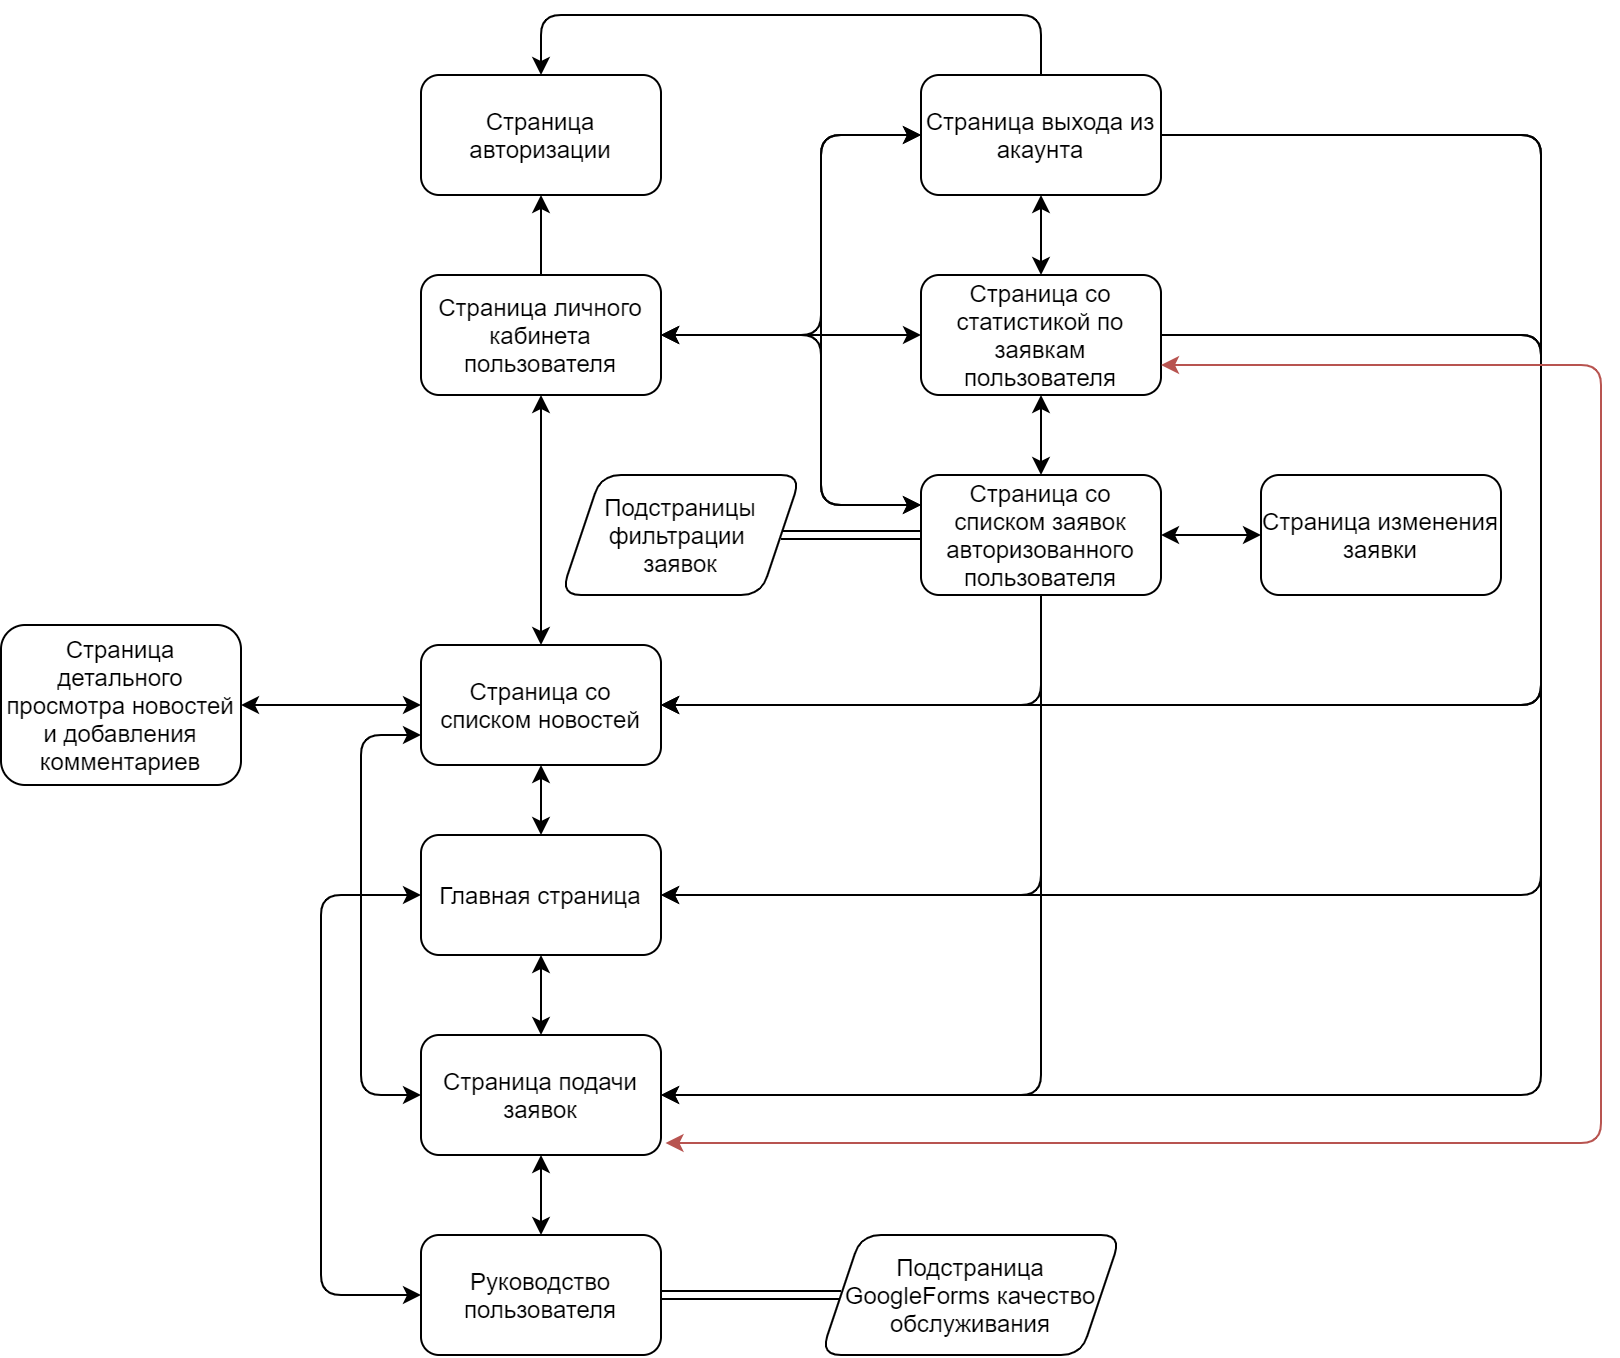 Страница
авторизации
Страница выхода из
акаунта
Страница личного
кабинета
пользователя
Страница со
статистикой по
заявкам
пользователя
Подстраницы
фильтрации
заявок
Страница со
списком заявок
авторизованного
пользователя
Страница изменения
заявки
Страница
детального
просмотра новостей
и добавления
комментариев
Страница со
списком новостей
Главная страница
Страница подачи
заявок
Руководство
пользователя
Подстраница
GoogleForms качество
обслуживания